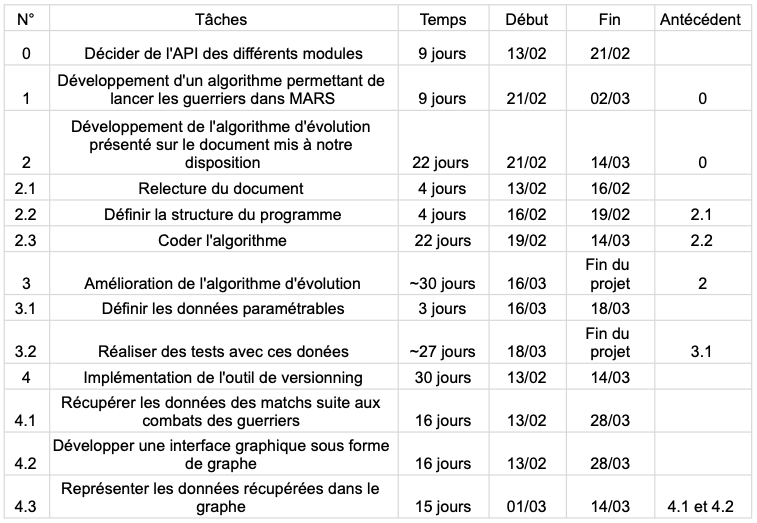 N° Tâches Temps Début Fin Antécédent
0 Décider de l'API des différents modules 9 jours 13/02 21/02
Développement d'un algorithme permettant de
1 lancer les guerriers dans MARS 9 jours 21/02 02/03 0
Développement de l'algorithme d'évolution
présenté sur le document mis à notre
2 disposition 22 jours 21/02 14/03 0
2.1 Relecture du document 4 jours 13/02 16/02
2.2 Définir la structure du programme 4 jours 16/02 19/02 2.1
2.3 Coder l'algorithme 22 jours 19/02 14/03 2.2
Fin du
3 Amélioration de l'algorithme d'évolution ~30 jours 16/03 projet 2
3.1 Définir les données paramétrables 3 jours 16/03 18/03
Fin du
3.2 Réaliser des tests avec ces donées ~27 jours 18/03 projet 3.1
4 Implémentation de l'outil de versionning 30 jours 13/02 14/03
Récupérer les données des matchs suite aux
4.1 combats des guerriers 16 jours 13/02 28/03
Développer une interface graphique sous forme
4.2 de graphe 16 jours 13/02 28/03
Représenter les données récupérées dans le
4.3 graphe 15 jours 01/03 14/03 4.1 et 4.2